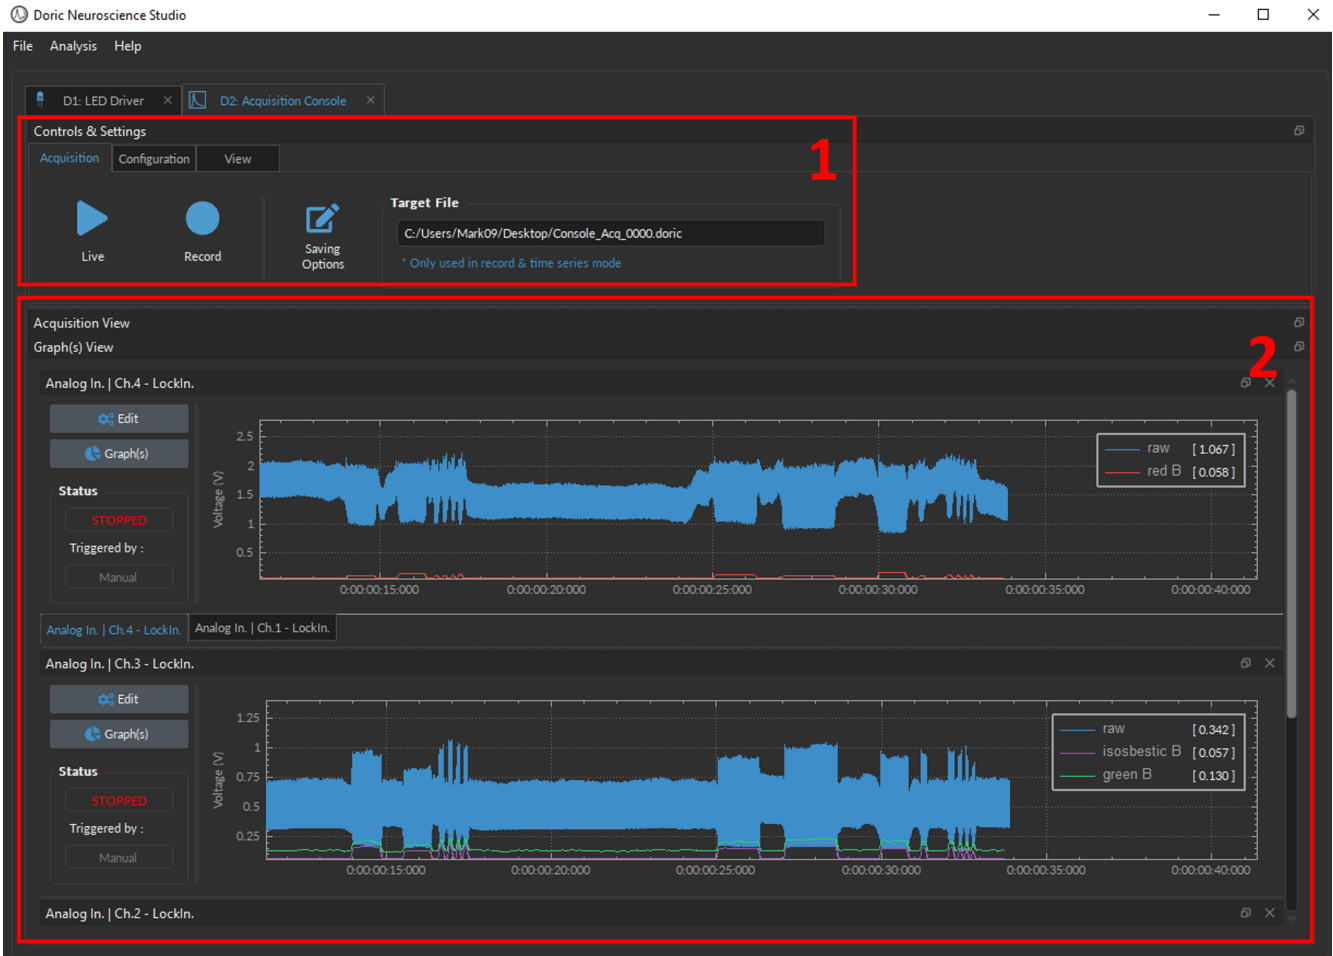 Doric Neuroscience Studio
File Analysis Help
D1: LED Driver D2: Acquisition Console
Controls & Settings
Acquisition Configuration View
1
Live
Record
Saving
Options
Target File
C:/Users/Mark09/Desktop/Console_Acq_0000.doric
* Only used in record & time series mode
Acquisition View
Graph(s) View
2
Analog In. | Ch.4 - LockIn.
Edit
Graph(s)
Status
STOPPED
Triggered by :
Manual
Voltage (V)
2.5
2
1.5
1
0.5
raw [ 1.067 ]
red B [ 0.058 ]
0:00:00:15:000 0:00:00:20:000 0:00:00:25:000 0:00:00:30:000 0:00:00:35:000 0:00:00:40:000
Analog In. | Ch.4 - LockIn. Analog In. | Ch.1 - LockIn.
Analog In. | Ch.3 - LockIn.
Edit
Graph(s)
Status
STOPPED
Triggered by :
Manual
Voltage (V)
1.25
1
0.75
0.5
0.25
raw [ 0.342 ]
isosbestic B [ 0.057 ]
green B [ 0.130 ]
0:00:00:15:000 0:00:00:20:000 0:00:00:25:000 0:00:00:30:000 0:00:00:35:000 0:00:00:40:000
Analog In. | Ch.2 - LockIn.